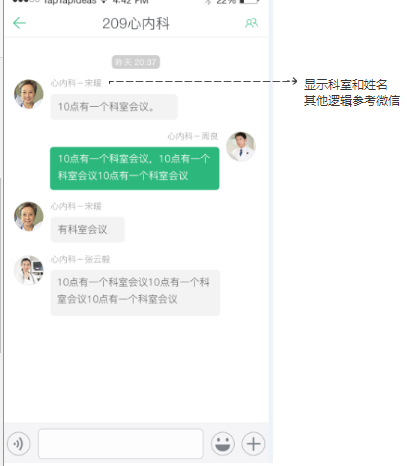 TapTapIdeas 4:42 PM 22%
209心内科
昨天 20:37
心内科－宋耀
10点有一个科室会议。
显示科室和姓名
其他逻辑参考微信
心内科－周良
10点有一个科室会议，10点有一个
科室会议10点有一个科室会议
心内科－宋耀
有科室会议
心内科－张云毅
10点有一个科室会议10点有一个科
室会议10点有一个科室会议